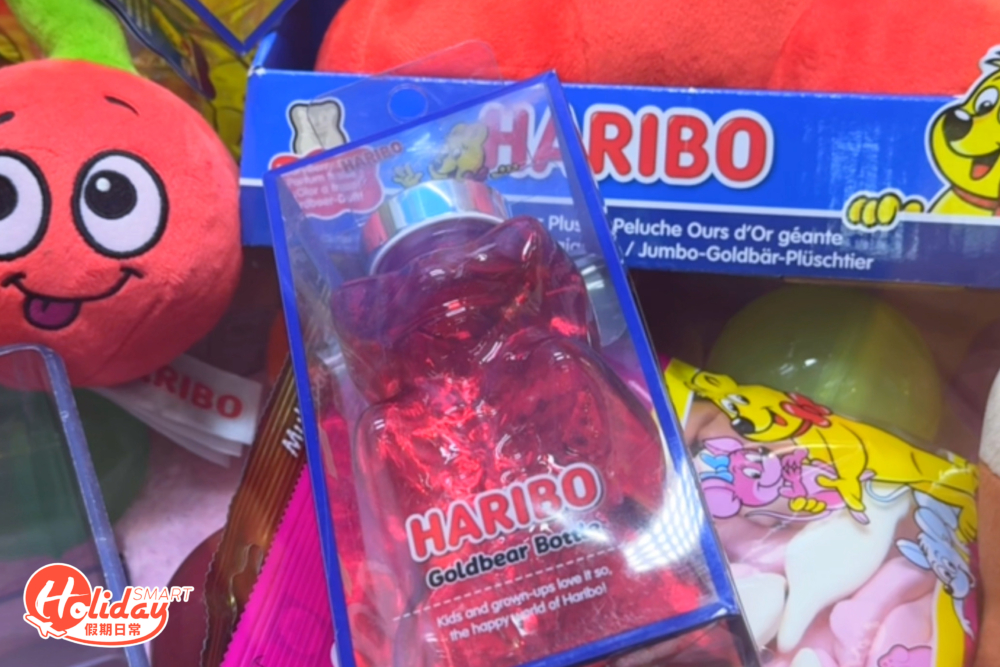 HARIBO
Peluche Ours d'Or géante
/ Jumbo-Goldbär-Plüschtier
HARIBO
HARIBO
HARIBO
Goldbear Bottle
Kids and grown-ups love it so,
the happy world of Haribo!
Holiday
SMART
假期日常